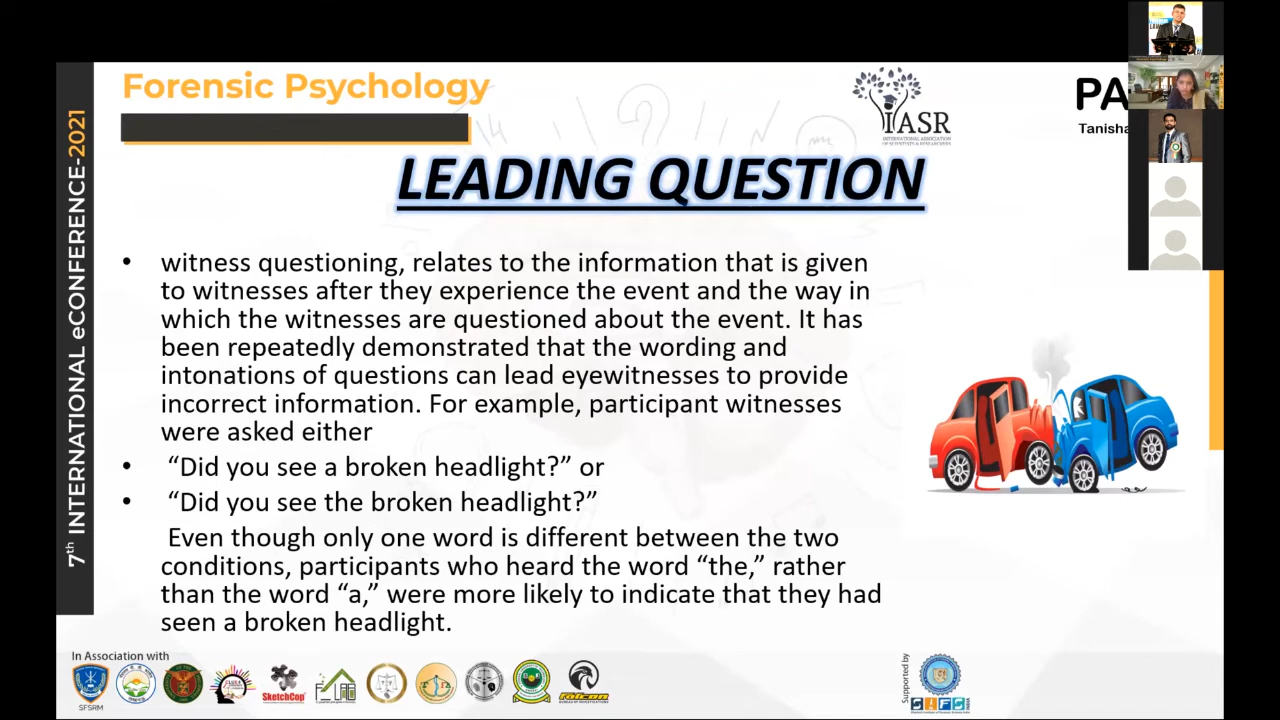 Forensic Psychology
IASR
INTERNATIONAL ASSOCIATION
OF SCIENTISTS & RESEARCHERS
PA
Tanisha
7th INTERNATIONAL eCONFERENCE-2021
LEADING QUESTION
• witness questioning, relates to the information that is given
to witnesses after they experience the event and the way in
which the witnesses are questioned about the event. It has
been repeatedly demonstrated that the wording and
intonations of questions can lead eyewitnesses to provide
incorrect information. For example, participant witnesses
were asked either
• “Did you see a broken headlight?” or
• “Did you see the broken headlight?”
Even though only one word is different between the two
conditions, participants who heard the word “the,” rather
than the word “a,” were more likely to indicate that they had
seen a broken headlight.
In Association with
SFSRM
SketchCop
falcon
BUREAU OF INVESTIGATIONS
Supported by
SIFS
INDIA